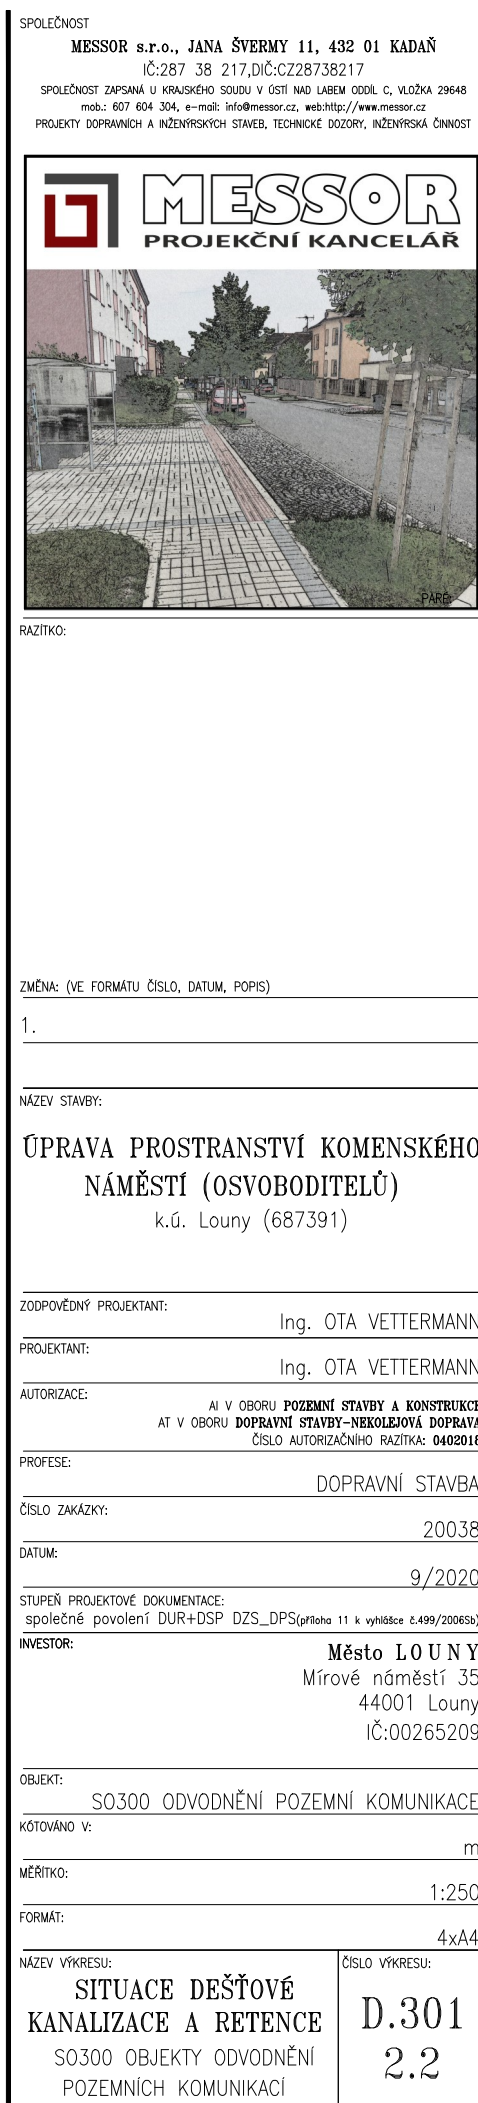 SPOLEČNOST
MESSOR s.r.o., JANA ŠVERMY 11, 432 01 KADAŇ
IČ:287 38 217,DIČ:CZ28738217
SPOLEČNOST ZAPSANÁ U KRAJSKÉHO SOUDU V ÚSTÍ NAD LABEM ODDÍL C, VLOŽKA 29648
mob.: 607 604 304, e-mail: info@messor.cz, web:http://www.messor.cz
PROJEKTY DOPRAVNÍCH A INŽENÝRSKÝCH STAVEB, TECHNICKÉ DOZORY, INŽENÝRSKÁ ČINNOST
MESSOR
PROJEKČNÍ KANCELÁŘ
PARÉ:
RAZÍTKO:
ZMĚNA: (VE FORMÁTU ČÍSLO, DATUM, POPIS)
1.
NÁZEV STAVBY:
ÚPRAVA PROSTRANSTVÍ KOMENSKÉHO
NÁMĚSTÍ (OSVOBODITELŮ)
k.ú. Louny (687391)
ZODPOVĚDNÝ PROJEKTANT:
Ing. OTA VETTERMANN
PROJEKTANT:
Ing. OTA VETTERMANN
AUTORIZACE:
AI V OBORU POZEMNÍ STAVBY A KONSTRUKCE
AT V OBORU DOPRAVNÍ STAVBY-NEKOLEJOVÁ DOPRAVA
ČÍSLO AUTORIZAČNÍHO RAZÍTKA: 0402018
PROFESE:
DOPRAVNÍ STAVBA
ČÍSLO ZAKÁZKY:
20038
DATUM:
9/2020
STUPEŇ PROJEKTOVÉ DOKUMENTACE:
společné povolení DUR+DSP DZS_DPS(příloha 11 k vyhlášce č.499/2006Sb)
INVESTOR:
Město LOUNY
Mírové náměstí 35
44001 Louny
IČ:00265209
OBJEKT:
SO300 ODVODNĚNÍ POZEMNÍ KOMUNIKACE
KÓTOVÁNO V:
m
MĚŘÍTKO:
1:250
FORMÁT:
4xA4
NÁZEV VÝKRESU:
SITUACE DEŠŤOVÉ
KANALIZACE A RETENCE
SO300 OBJEKTY ODVODNĚNÍ
POZEMNÍCH KOMUNIKACÍ
ČÍSLO VÝKRESU:
D.301
2.2